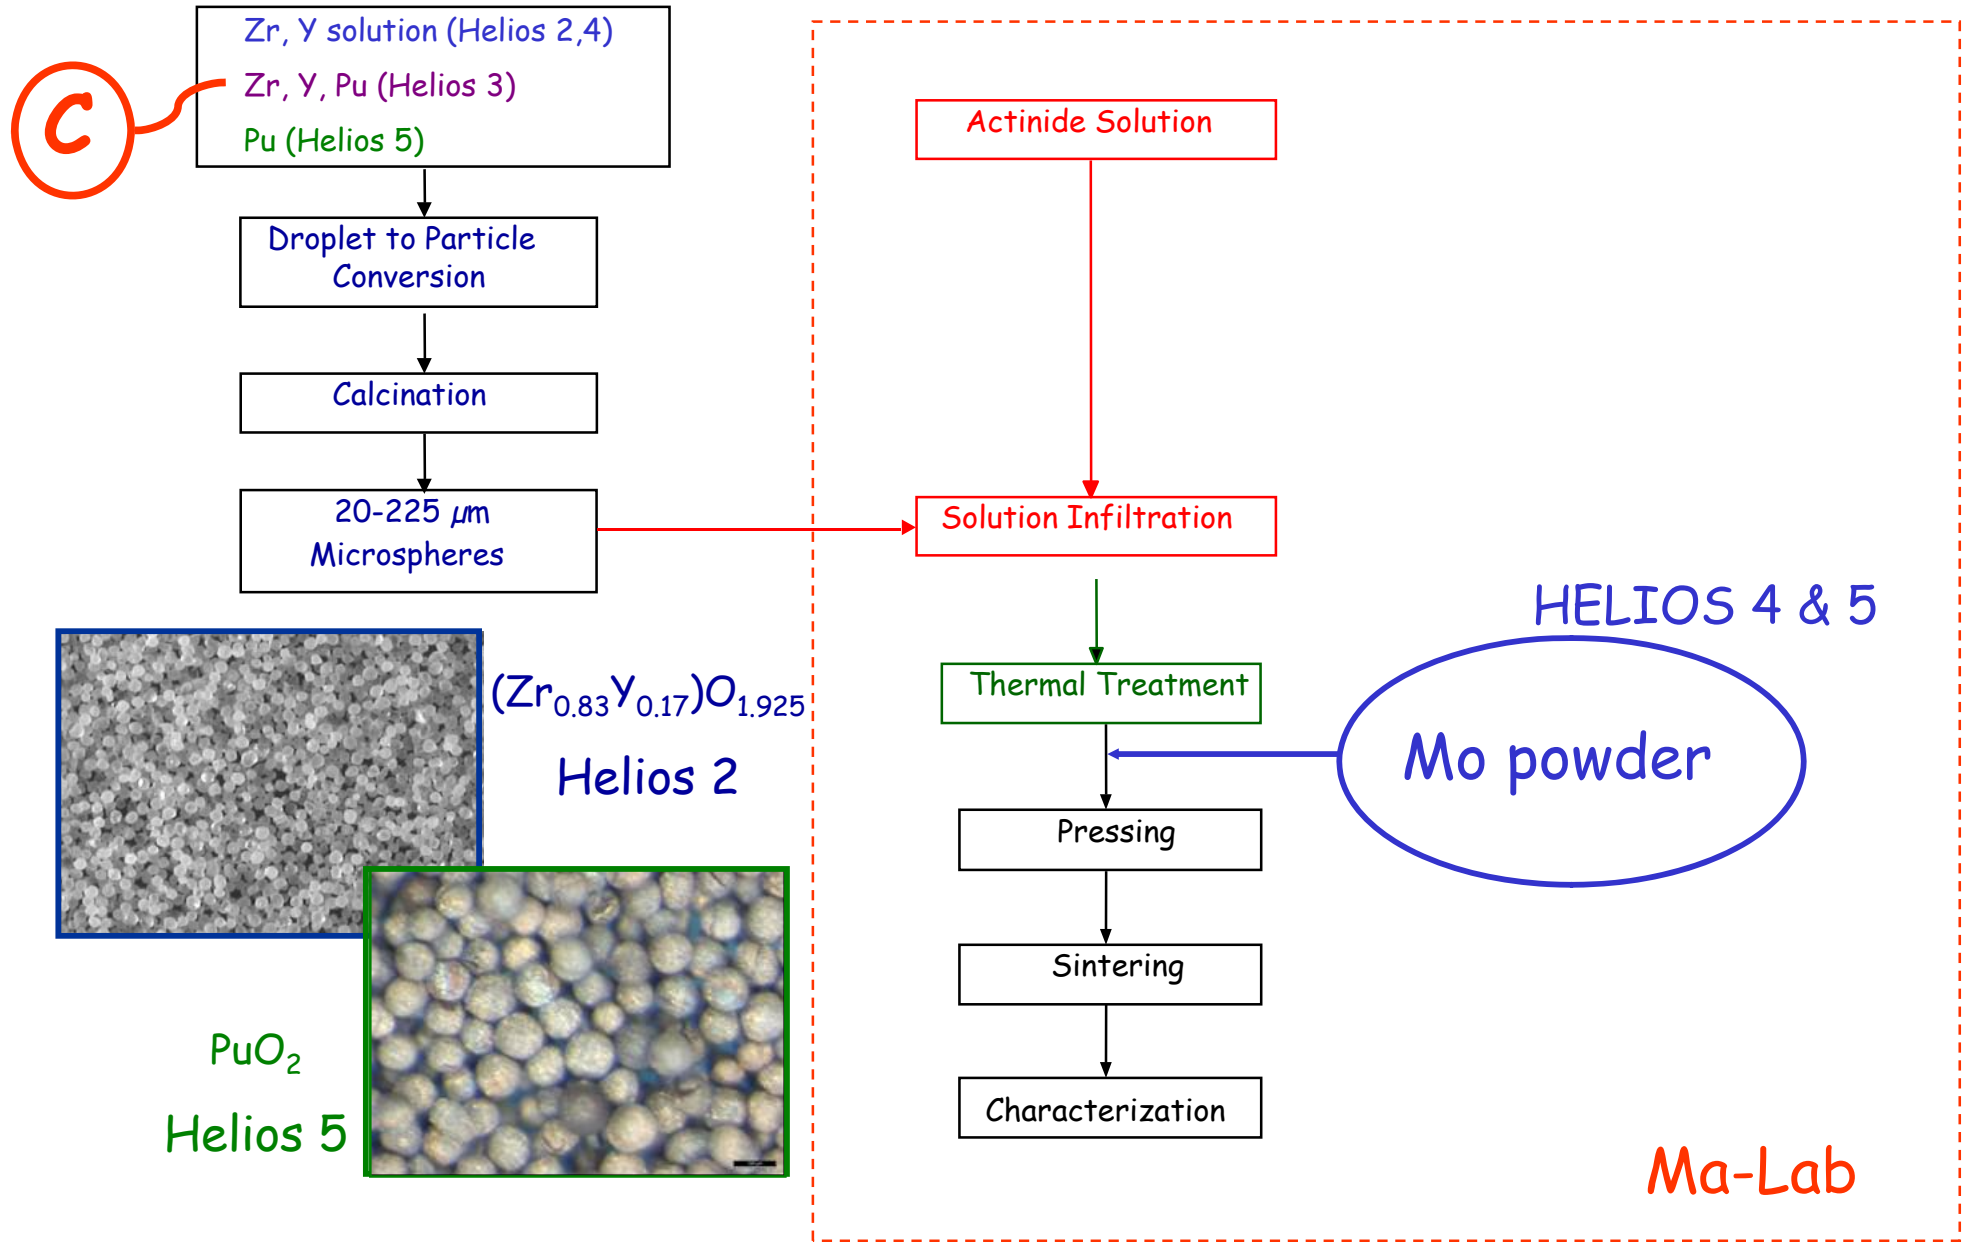 Zr, Y solution (Helios 2,4)
Zr, Y, Pu (Helios 3)
Pu (Helios 5)
C
Droplet to Particle
Conversion
Calcination
20-225 µm
Microspheres
(Zr0.83Y0.17)O1.925
Helios 2
PuO2
Helios 5
Actinide Solution
Solution Infiltration
Thermal Treatment
HELIOS 4 & 5
Mo powder
Pressing
Sintering
Characterization
Ma-Lab